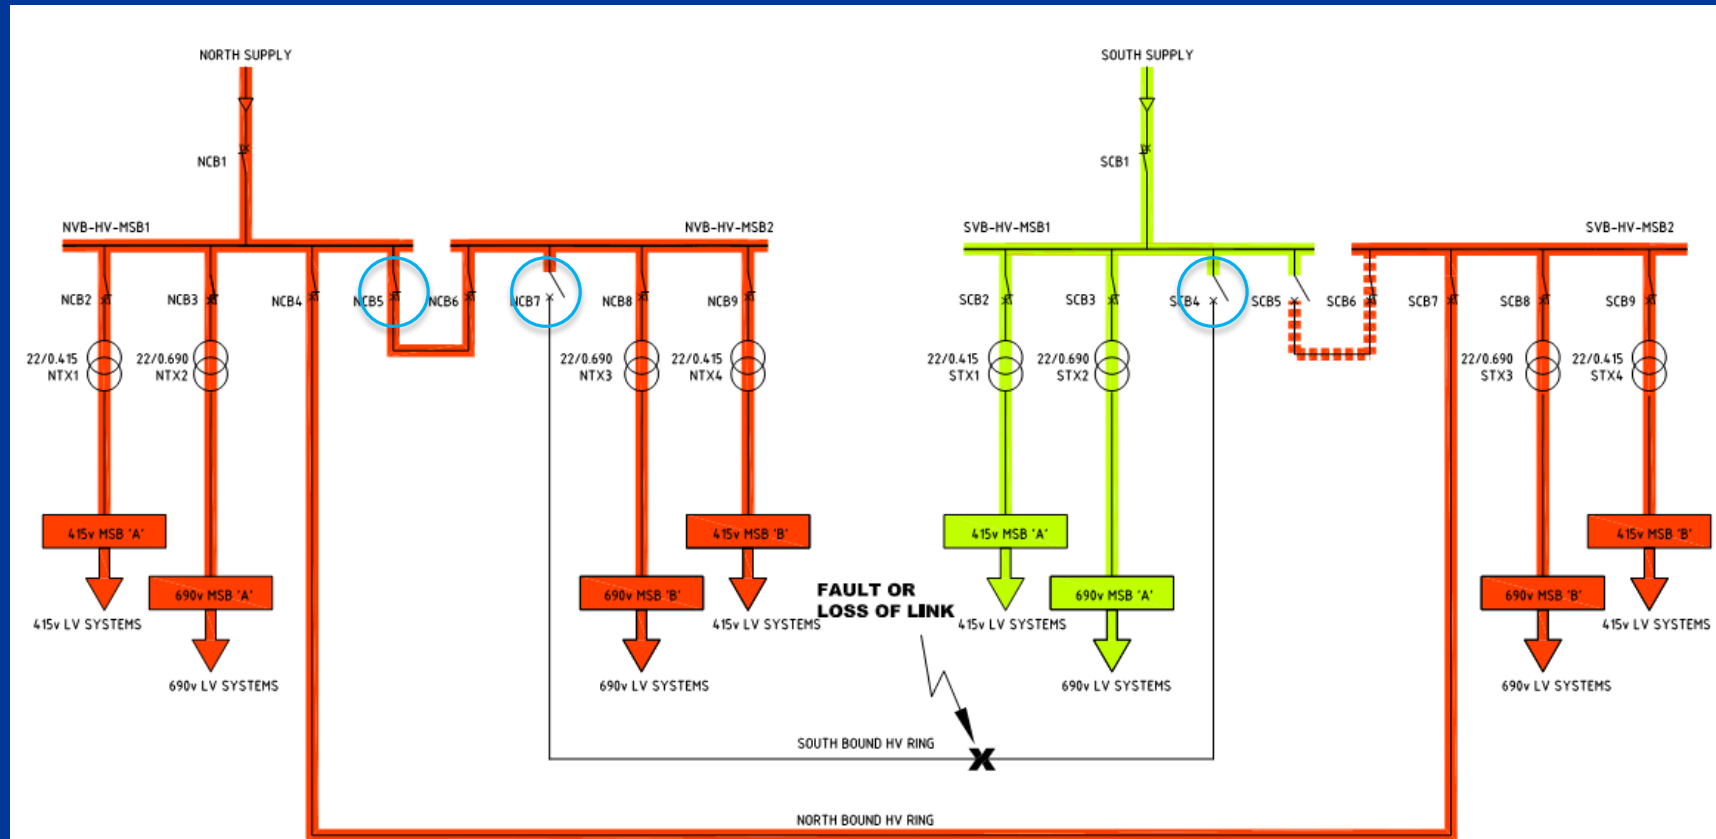 NORTH SUPPLY
SOUTH SUPPLY
NCB1
SCB1
NVB-HV-MSB1
NVB-HV-MSB2
SVB-HV-MSB1
SVB-HV-MSB2
NCB2
NCB3
NCB4
NCB5
NCB6
NCB7
NCB8
NCB9
SCB2
SCB3
SCB4
SCB5
SCB6
SCB7
SCB8
SCB9
22/0.415
NTX1
22/0.690
NTX2
22/0.690
NTX3
22/0.415
NTX4
22/0.415
STX1
22/0.690
STX2
22/0.690
STX3
22/0.415
STX4
415v MSB 'A'
415v MSB 'B'
415v MSB 'A'
415v MSB 'B'
690v MSB 'A'
690v MSB 'B'
690v MSB 'A'
690v MSB 'B'
FAULT OR
LOSS OF LINK
415v LV SYSTEMS
415v LV SYSTEMS
415v LV SYSTEMS
415v LV SYSTEMS
690v LV SYSTEMS
690v LV SYSTEMS
690v LV SYSTEMS
690v LV SYSTEMS
SOUTH BOUND HV RING
X
NORTH BOUND HV RING